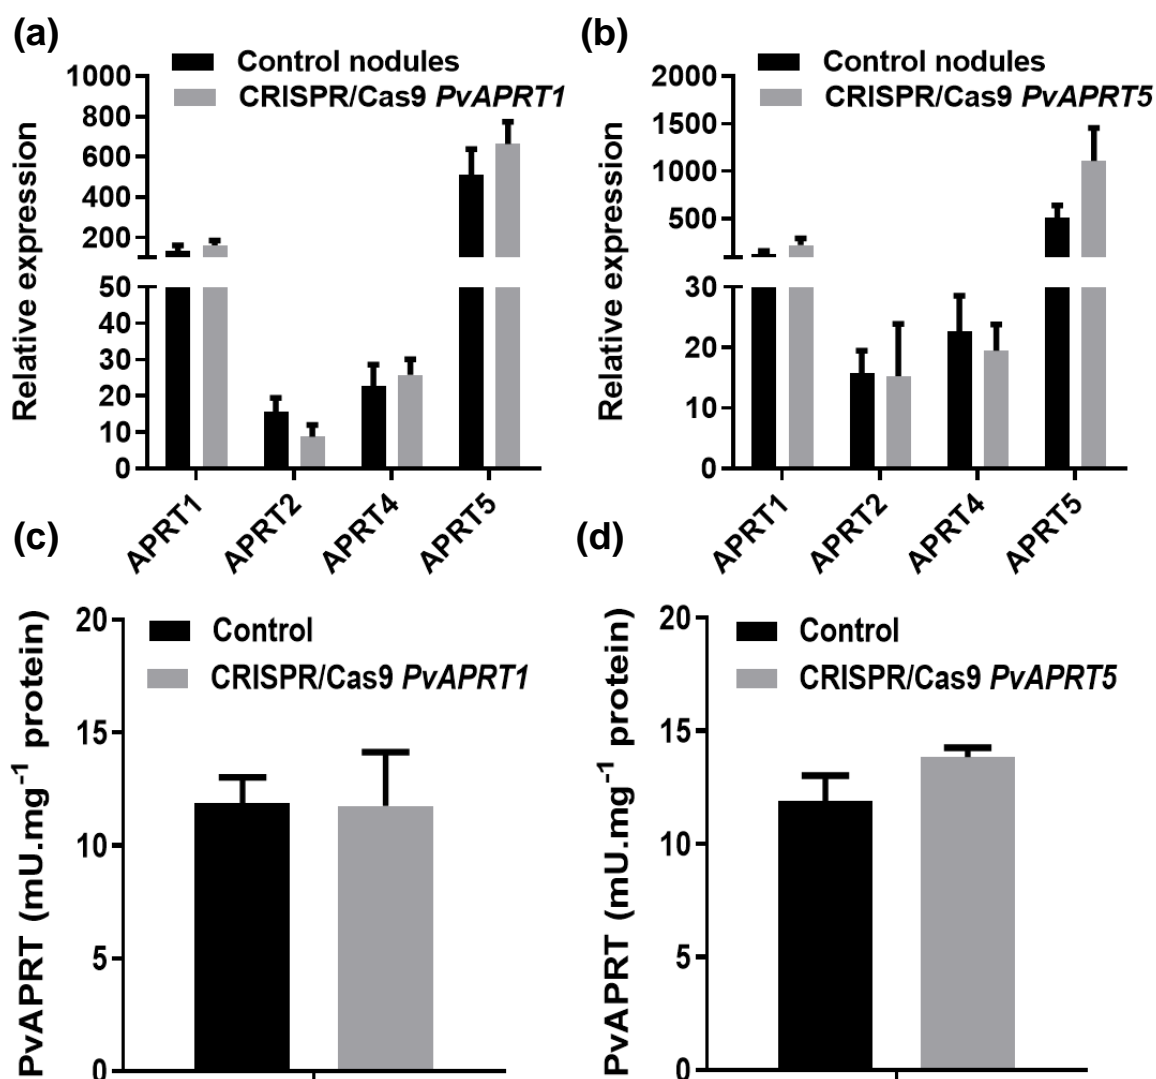 (a)
Control nodules
CRISPR/Cas9 PvAPRT1
Relative expression
1000
800
600
400
200
50
40
30
20
10
0
APRT1
APRT2
APRT4
APRT5
(b)
Control nodules
CRISPR/Cas9 PvAPRT5
Relative expression
2000
1500
1000
500
30
20
10
0
APRT1
APRT2
APRT4
APRT5
(c)
Control
CRISPR/Cas9 PvAPRT1
PvAPRT (mU.mg⁻¹ protein)
20
15
10
5
0
(d)
Control
CRISPR/Cas9 PvAPRT5
PvAPRT (mU.mg⁻¹ protein)
20
15
10
5
0